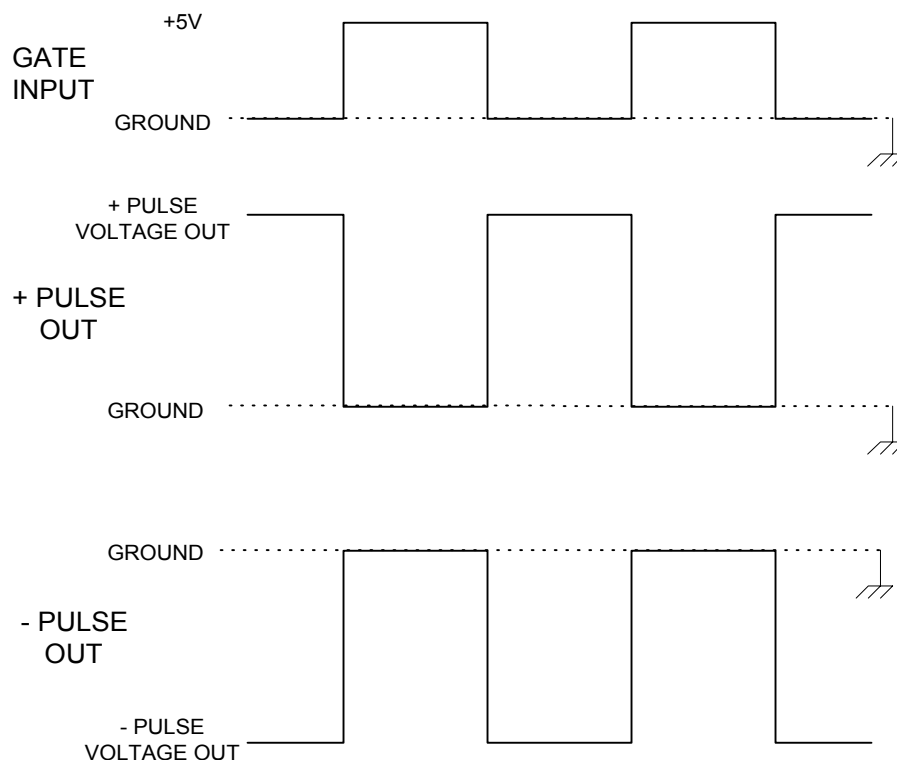 +5V
GATE
INPUT
GROUND
+ PULSE
VOLTAGE OUT
+ PULSE
OUT
GROUND
GROUND
- PULSE
OUT
- PULSE
VOLTAGE OUT